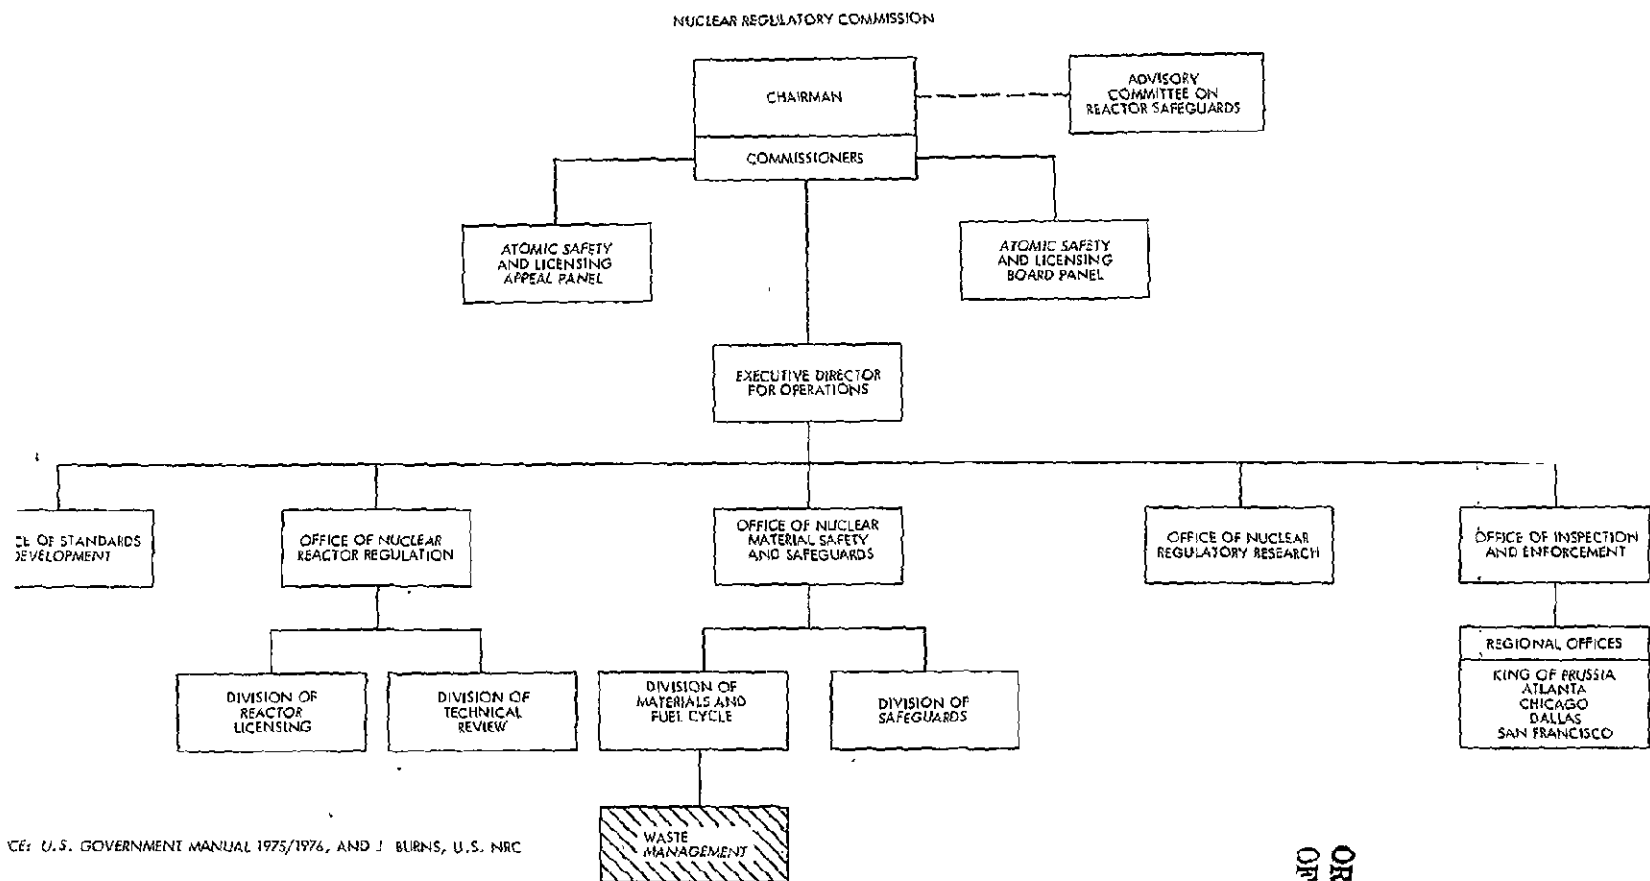 NUCLEAR REGULATORY COMMISSION
CHAIRMAN
COMMISSIONERS
ADVISORY
COMMITTEE ON
REACTOR SAFEGUARDS
ATOMIC SAFETY
AND LICENSING
APPEAL PANEL
ATOMIC SAFETY
AND LICENSING
BOARD PANEL
EXECUTIVE DIRECTOR
FOR OPERATIONS
OF STANDARDS
DEVELOPMENT
OFFICE OF NUCLEAR
REACTOR REGULATION
OFFICE OF NUCLEAR
MATERIAL SAFETY
AND SAFEGUARDS
OFFICE OF NUCLEAR
REGULATORY RESEARCH
OFFICE OF INSPECTION
AND ENFORCEMENT
DIVISION OF
REACTOR
LICENSING
DIVISION OF
TECHNICAL
REVIEW
DIVISION OF
MATERIALS AND
FUEL CYCLE
DIVISION OF
SAFEGUARDS
REGIONAL OFFICES
KING OF PRUSSIA
ATLANTA
CHICAGO
DALLAS
SAN FRANCISCO
WASTE
MANAGEMENT
U.S. GOVERNMENT MANUAL 1975/1976, AND J BURNS, U.S. NRC